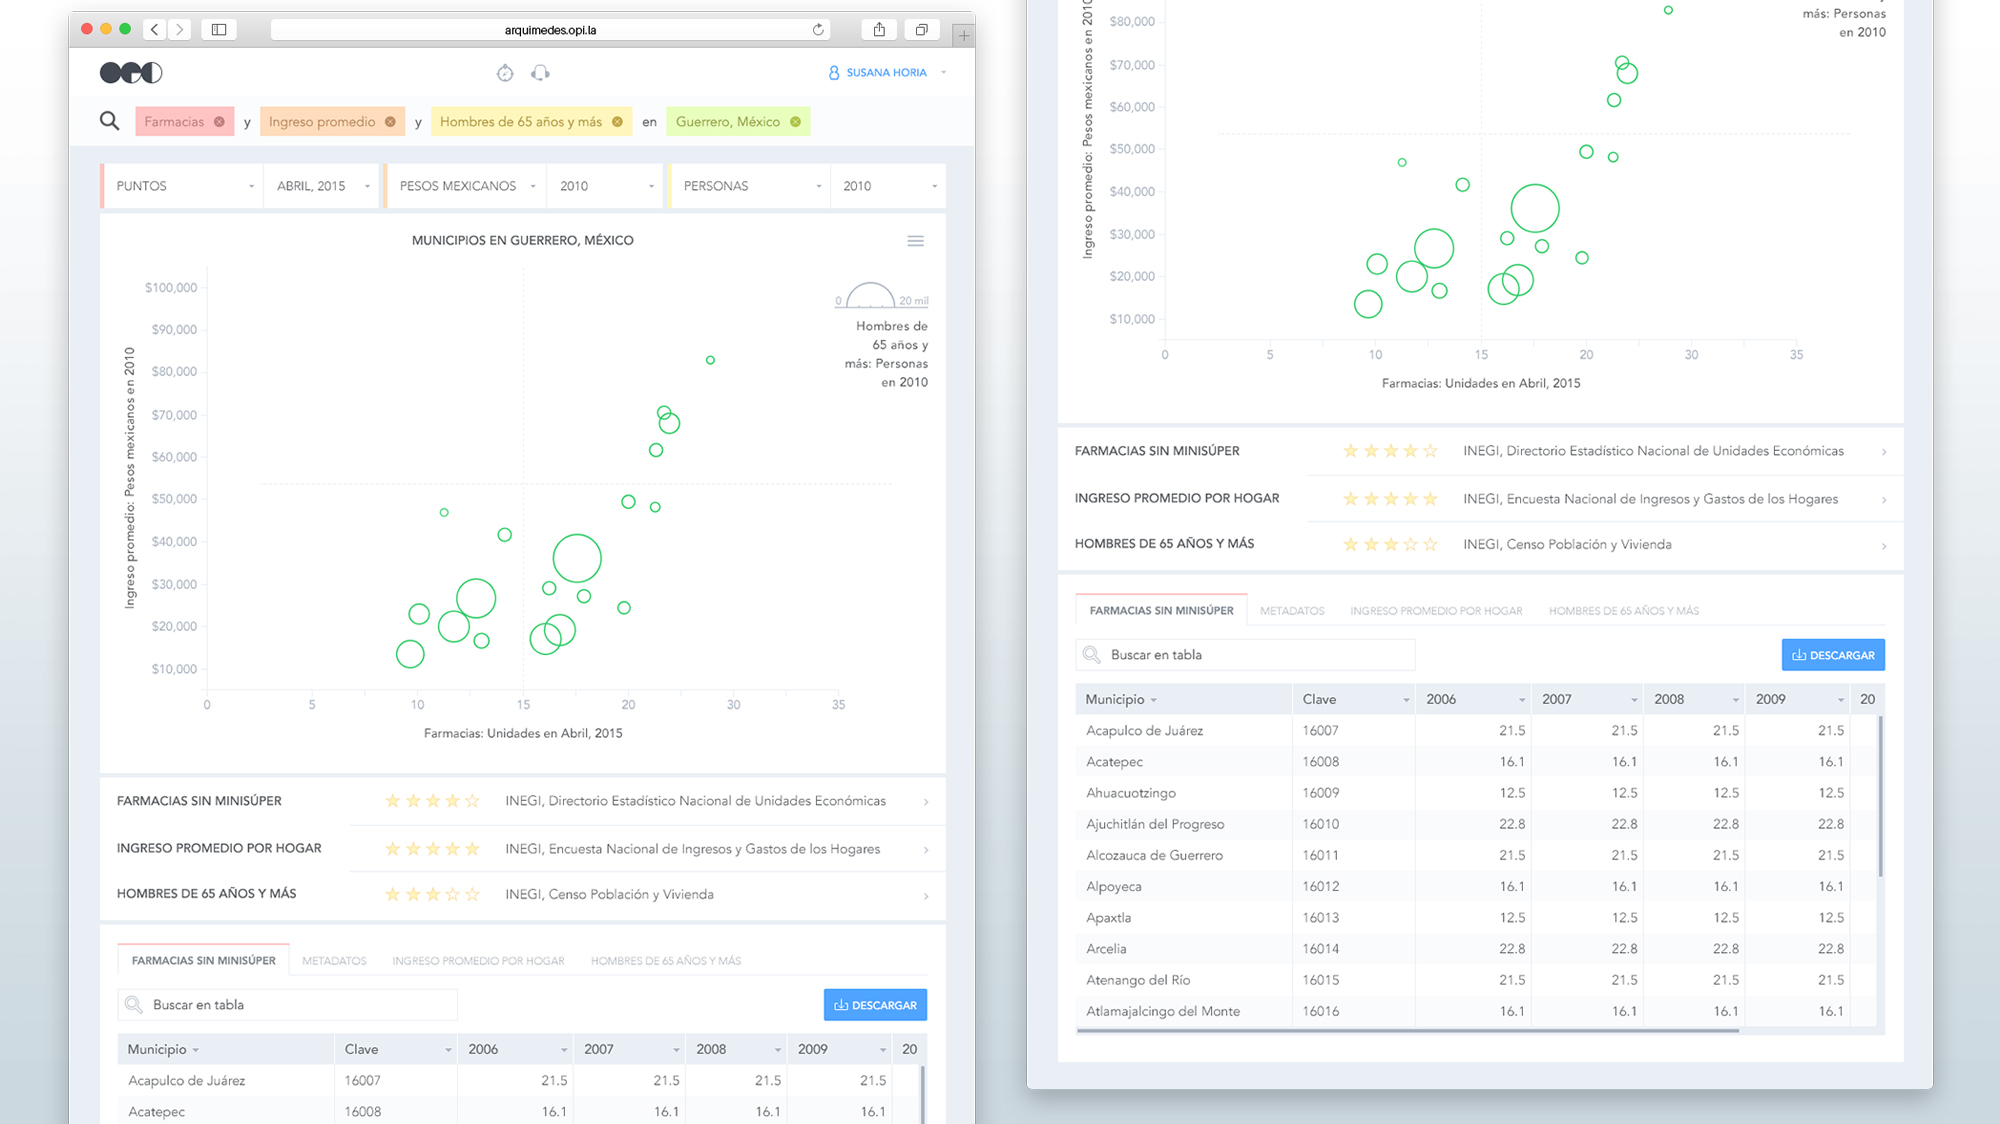 arquimedes.opi.la
OPI
SUSANA HORIA
Farmacias y Ingreso promedio y Hombres de 65 años y más en Guerrero, México
PUNTOS ABRIL, 2015 PESOS MEXICANOS 2010 PERSONAS 2010
MUNICIPIOS EN GUERRERO, MÉXICO
0 20 mil
Hombres de
65 años y
más: Personas
en 2010
Ingreso promedio: Pesos mexicanos en 2010
$100,000
$90,000
$80,000
$70,000
$60,000
$50,000
$40,000
$30,000
$20,000
$10,000
0 5 10 15 20 30 35
Farmacias: Unidades en Abril, 2015
FARMACIAS SIN MINISÚPER INEGI, Directorio Estadístico Nacional de Unidades Económicas
INGRESO PROMEDIO POR HOGAR INEGI, Encuesta Nacional de Ingresos y Gastos de los Hogares
HOMBRES DE 65 AÑOS Y MÁS INEGI, Censo Población y Vivienda
FARMACIAS SIN MINISÚPER METADATOS INGRESO PROMEDIO POR HOGAR HOMBRES DE 65 AÑOS Y MÁS
Buscar en tabla DESCARGAR
Municipio Clave 2006 2007 2008 2009 20
Acapulco de Juárez 16007 21.5 21.5 21.5 21.5
Acatepec 16008 16.1 16.1 16.1 16.1
más: Personas
en 2010
Ingreso promedio: Pesos mexicanos en 2010
$80,000
$70,000
$60,000
$50,000
$40,000
$30,000
$20,000
$10,000
0 5 10 15 20 30 35
Farmacias: Unidades en Abril, 2015
FARMACIAS SIN MINISÚPER INEGI, Directorio Estadístico Nacional de Unidades Económicas
INGRESO PROMEDIO POR HOGAR INEGI, Encuesta Nacional de Ingresos y Gastos de los Hogares
HOMBRES DE 65 AÑOS Y MÁS INEGI, Censo Población y Vivienda
FARMACIAS SIN MINISÚPER METADATOS INGRESO PROMEDIO POR HOGAR HOMBRES DE 65 AÑOS Y MÁS
Buscar en tabla DESCARGAR
Municipio Clave 2006 2007 2008 2009 20
Acapulco de Juárez 16007 21.5 21.5 21.5 21.5
Acatepec 16008 16.1 16.1 16.1 16.1
Ahuacuotzingo 16009 12.5 12.5 12.5 12.5
Ajuchitlán del Progreso 16010 22.8 22.8 22.8 22.8
Alcozauca de Guerrero 16011 21.5 21.5 21.5 21.5
Alpoyeca 16012 16.1 16.1 16.1 16.1
Apaxtla 16013 12.5 12.5 12.5 12.5
Arcelia 16014 22.8 22.8 22.8 22.8
Atenango del Río 16015 21.5 21.5 21.5 21.5
Atlamajalcingo del Monte 16016 16.1 16.1 16.1 16.1